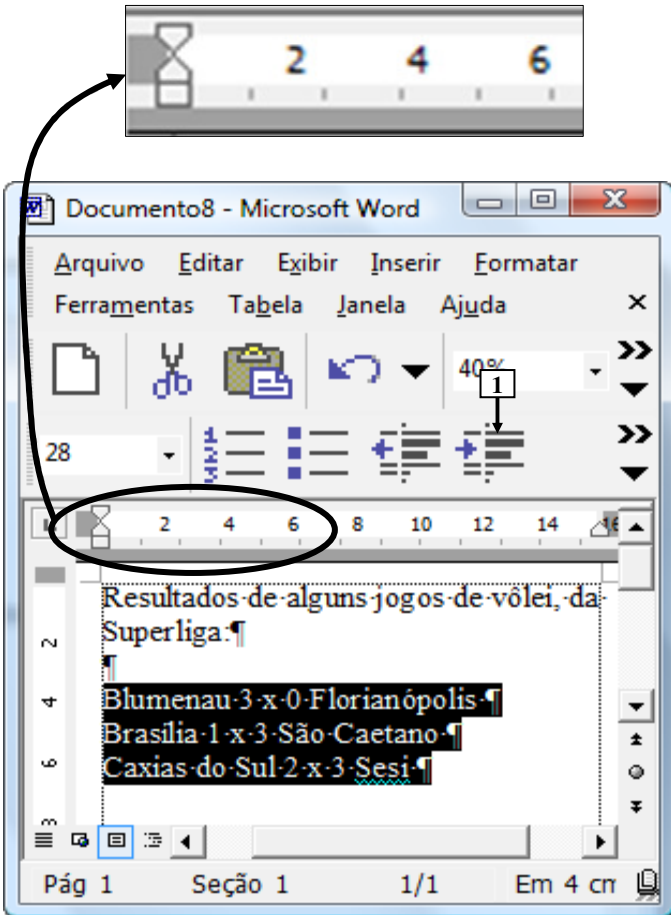 2 4 6
Documento8 - Microsoft Word
Arquivo Editar Exibir Inserir Formatar
Ferramentas Tabela Janela Ajuda
40%
1
28
2 4 6 8 10 12 14 16
Resultados·de·alguns·jogos·de·vôlei,·da·
Superliga:¶
¶
Blumenau·3·x·0·Florianópolis·¶
Brasília·1·x·3·São·Caetano·¶
Caxias·do·Sul·2·x·3·Sesi·¶
2
4
6
Pág 1 Seção 1 1/1 Em 4 cm